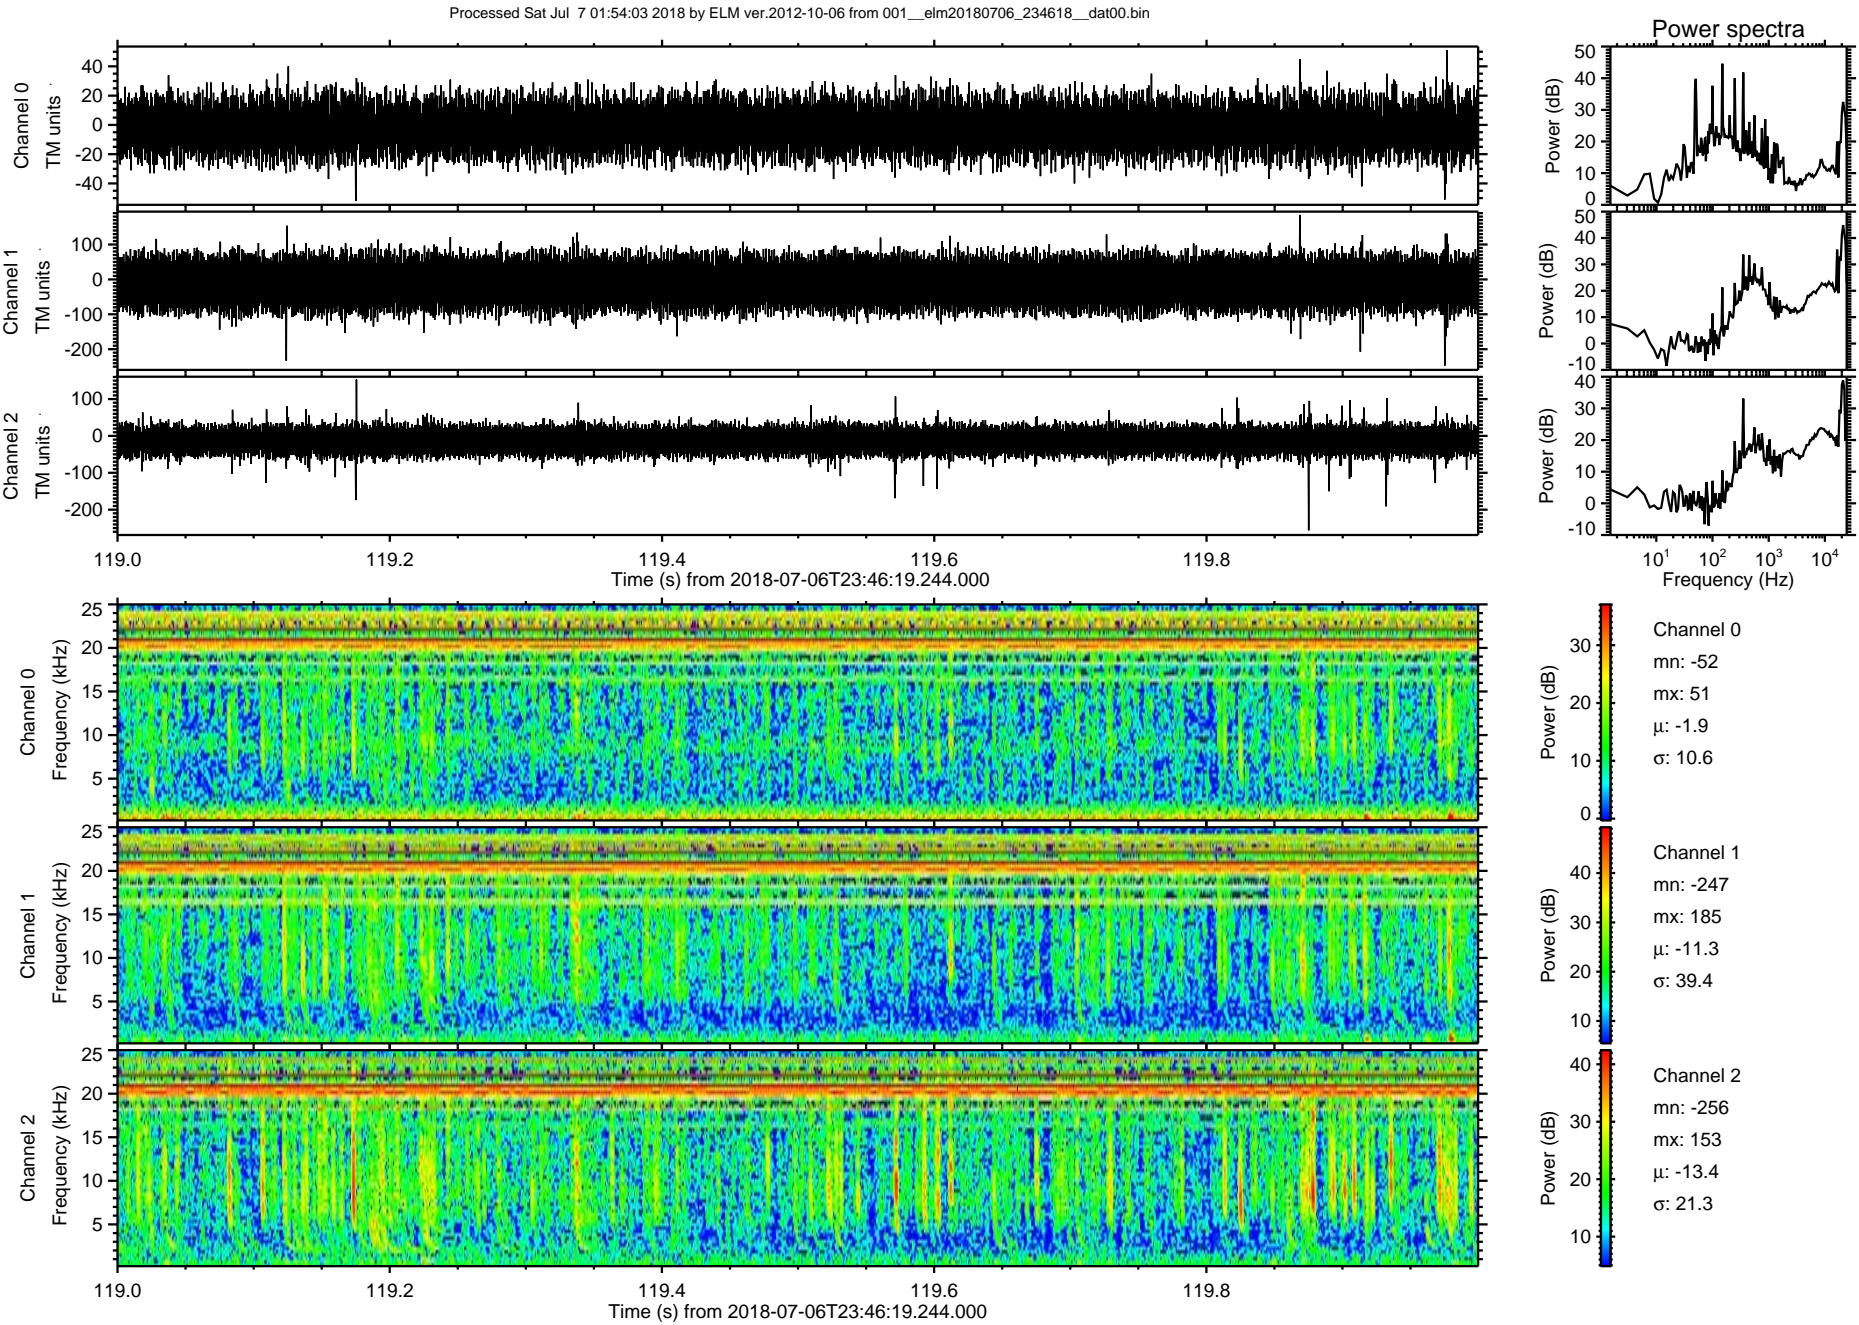 Processed Sat Jul 7 01:54:03 2018 by ELM ver.2012-10-06 from 001__elm20180706_234618__dat00.bin
Power spectra
Channel 0
TM units
40
20
0
-20
-40
Power (dB)
50
40
30
20
10
0
Channel 1
TM units
100
0
-100
-200
Power (dB)
50
40
30
20
10
0
-10
Channel 2
TM units
100
0
-100
-200
Power (dB)
40
30
20
10
0
-10
119.0 119.2 119.4 119.6 119.8
Time (s) from 2018-07-06T23:46:19.244.000
10¹ 10² 10³ 10⁴
Frequency (Hz)
Channel 0
Frequency (kHz)
25
20
15
10
5
Power (dB)
30
20
10
0
Channel 0
mn: -52
mx: 51
μ: -1.9
σ: 10.6
Channel 1
Frequency (kHz)
25
20
15
10
5
Power (dB)
40
30
20
10
Channel 1
mn: -247
mx: 185
μ: -11.3
σ: 39.4
Channel 2
Frequency (kHz)
25
20
15
10
5
Power (dB)
40
30
20
10
Channel 2
mn: -256
mx: 153
μ: -13.4
σ: 21.3
119.0 119.2 119.4 119.6 119.8
Time (s) from 2018-07-06T23:46:19.244.000